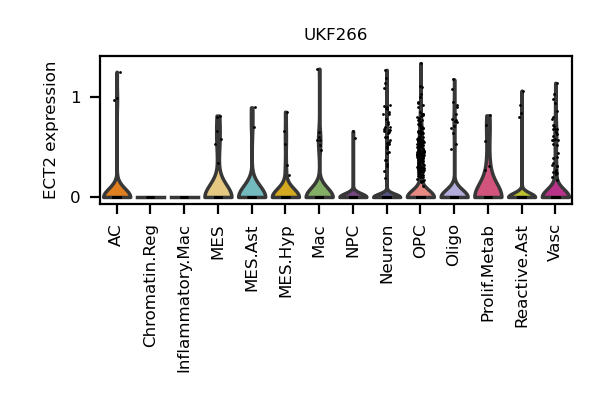 UKF266
ECT2 expression
1
0
AC
Chromatin.Reg
Inflammatory.Mac
MES
MES.Ast
MES.Hyp
Mac
NPC
Neuron
OPC
Oligo
Prolif.Metab
Reactive.Ast
Vasc